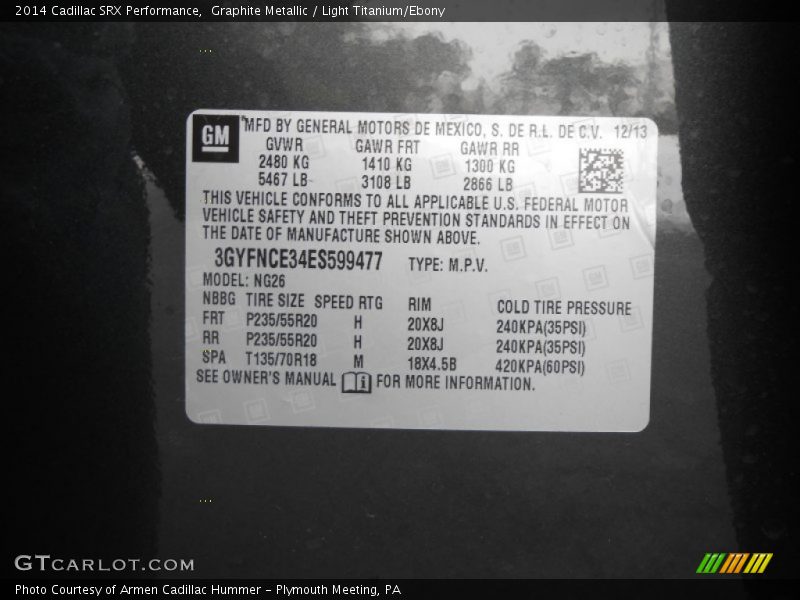 2014 Cadillac SRX Performance, Graphite Metallic / Light Titanium/Ebony
GM MFD BY GENERAL MOTORS DE MEXICO, S. DE R.L. DE C.V. 12/13
GVWR GAWR FRT GAWR RR
2480 KG 1410 KG 1300 KG
5467 LB 3108 LB 2866 LB
THIS VEHICLE CONFORMS TO ALL APPLICABLE U.S. FEDERAL MOTOR
VEHICLE SAFETY AND THEFT PREVENTION STANDARDS IN EFFECT ON
THE DATE OF MANUFACTURE SHOWN ABOVE.
3GYFNCE34ES599477 TYPE: M.P.V.
MODEL: NG26
NBBG TIRE SIZE SPEED RTG RIM COLD TIRE PRESSURE
FRT P235/55R20 H 20X8J 240KPA(35PSI)
RR P235/55R20 H 20X8J 240KPA(35PSI)
SPA T135/70R18 M 18X4.5B 420KPA(60PSI)
SEE OWNER'S MANUAL FOR MORE INFORMATION.
GTCARLOT.COM
Photo Courtesy of Armen Cadillac Hummer - Plymouth Meeting, PA